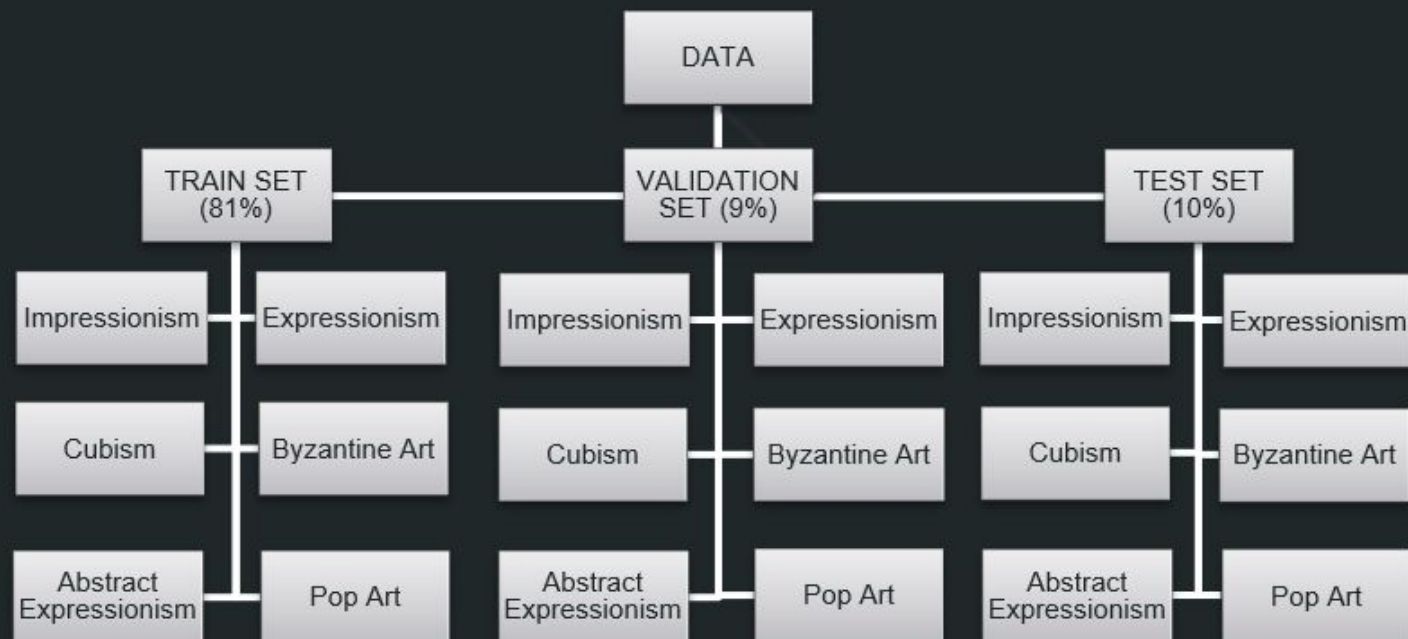 DATA
TRAIN SET
(81%)
VALIDATION
SET (9%)
TEST SET
(10%)
Impressionism
Expressionism
Cubism
Byzantine Art
Abstract
Expressionism
Pop Art
Impressionism
Expressionism
Cubism
Byzantine Art
Abstract
Expressionism
Pop Art
Impressionism
Expressionism
Cubism
Byzantine Art
Abstract
Expressionism
Pop Art